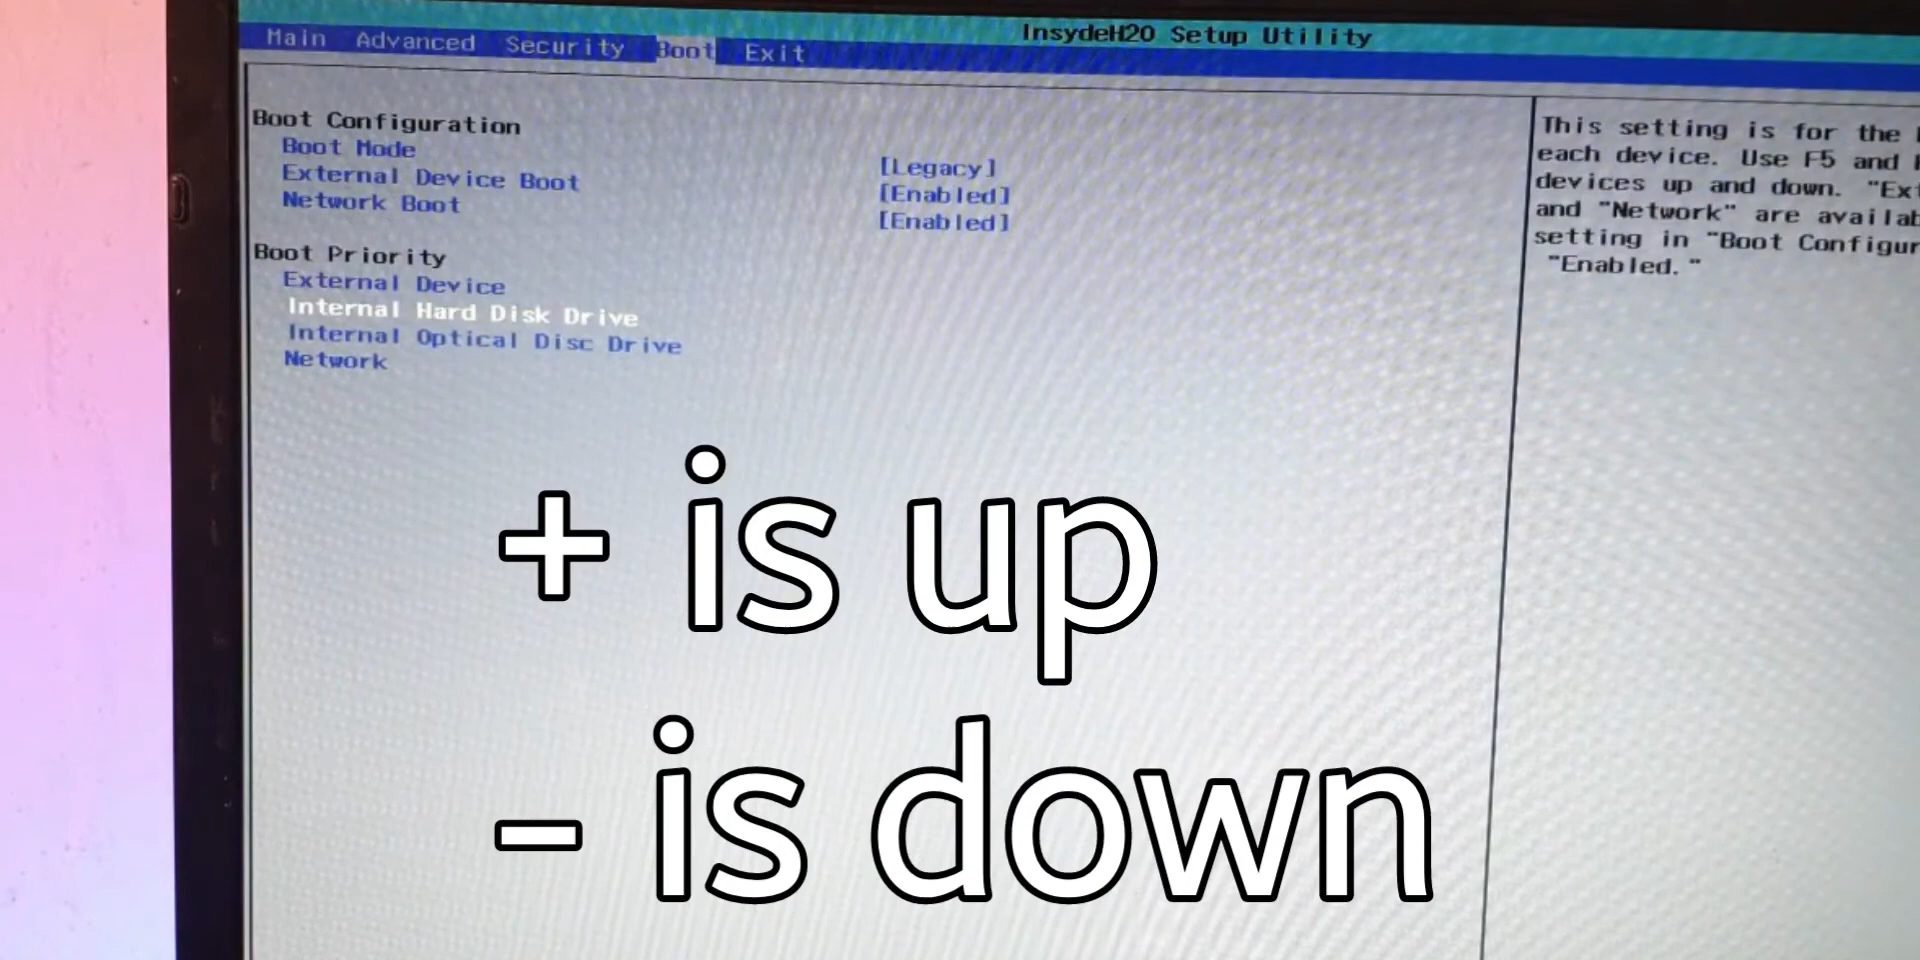 InsydeH20 Setup Utility
Main Advanced Security Boot Exit
Boot Configuration
Boot Mode [Legacy]
External Device Boot [Enabled]
Network Boot [Enabled]
Boot Priority
External Device
Internal Hard Disk Drive
Internal Optical Disc Drive
Network
This setting is for the
each device. Use F5 and
devices up and down.
and "Network" are
setting in "Boot
"Enabled."
+ is up
- is down